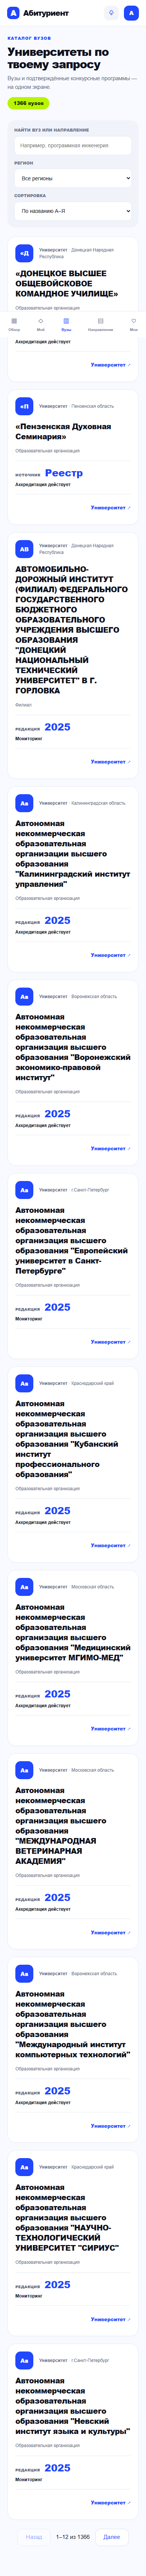 А Абитуриент А
КАТАЛОГ ВУЗОВ
Университеты по
твоему запросу
Вузы и подтверждённые конкурсные программы —
на одном экране.
1366 вузов
НАЙТИ ВУЗ ИЛИ НАПРАВЛЕНИЕ
Например, программная инженерия
РЕГИОН
Все регионы
СОРТИРОВКА
По названию А–Я
«Д Университет Донецкая Народная
Республика
«ДОНЕЦКОЕ ВЫСШЕЕ
ОБЩЕВОЙСКОВОЕ
КОМАНДНОЕ УЧИЛИЩЕ»
Образовательная организация
Обзор Мой Вузы Направления Мои
Аккредитация действует
Университет ↗
«П Университет Пензенская область
«Пензенская Духовная
Семинария»
Образовательная организация
ИСТОЧНИК Реестр
Аккредитация действует
Университет ↗
АВ Университет Донецкая Народная
Республика
АВТОМОБИЛЬНО-
ДОРОЖНЫЙ ИНСТИТУТ
(ФИЛИАЛ) ФЕДЕРАЛЬНОГО
ГОСУДАРСТВЕННОГО
БЮДЖЕТНОГО
ОБРАЗОВАТЕЛЬНОГО
УЧРЕЖДЕНИЯ ВЫСШЕГО
ОБРАЗОВАНИЯ
"ДОНЕЦКИЙ
НАЦИОНАЛЬНЫЙ
ТЕХНИЧЕСКИЙ
УНИВЕРСИТЕТ" В Г.
ГОРЛОВКА
Филиал
РЕДАКЦИЯ 2025
Мониторинг
Университет ↗
Ав Университет Калининградская область
Автономная
некоммерческая
образовательная
организация высшего
образования
"Калининградский институт
управления"
Образовательная организация
РЕДАКЦИЯ 2025
Аккредитация действует
Университет ↗
Ав Университет Воронежская область
Автономная
некоммерческая
образовательная
организация высшего
образования "Воронежский
экономико-правовой
институт"
Образовательная организация
РЕДАКЦИЯ 2025
Аккредитация действует
Университет ↗
Ав Университет г.Санкт-Петербург
Автономная
некоммерческая
образовательная
организация высшего
образования "Европейский
университет в Санкт-
Петербурге"
Образовательная организация
РЕДАКЦИЯ 2025
Мониторинг
Университет ↗
Ав Университет Краснодарский край
Автономная
некоммерческая
образовательная
организация высшего
образования "Кубанский
институт
профессионального
образования"
Образовательная организация
РЕДАКЦИЯ 2025
Аккредитация действует
Университет ↗
Ав Университет Московская область
Автономная
некоммерческая
образовательная
организация высшего
образования "Медицинский
университет МГИМО-МЕД"
Образовательная организация
РЕДАКЦИЯ 2025
Аккредитация действует
Университет ↗
Ав Университет Московская область
Автономная
некоммерческая
образовательная
организация высшего
образования
"МЕЖДУНАРОДНАЯ
ВЕТЕРИНАРНАЯ
АКАДЕМИЯ"
Образовательная организация
РЕДАКЦИЯ 2025
Аккредитация действует
Университет ↗
Ав Университет Воронежская область
Автономная
некоммерческая
образовательная
организация высшего
образования
"Международный институт
компьютерных технологий"
Образовательная организация
РЕДАКЦИЯ 2025
Аккредитация действует
Университет ↗
Ав Университет Краснодарский край
Автономная
некоммерческая
образовательная
организация высшего
образования "НАУЧНО-
ТЕХНОЛОГИЧЕСКИЙ
УНИВЕРСИТЕТ "СИРИУС"
Образовательная организация
РЕДАКЦИЯ 2025
Мониторинг
Университет ↗
Ав Университет г.Санкт-Петербург
Автономная
некоммерческая
образовательная
организация высшего
образования "Невский
институт языка и культуры"
Образовательная организация
РЕДАКЦИЯ 2025
Мониторинг
Университет ↗
Назад 1–12 из 1366 Далее